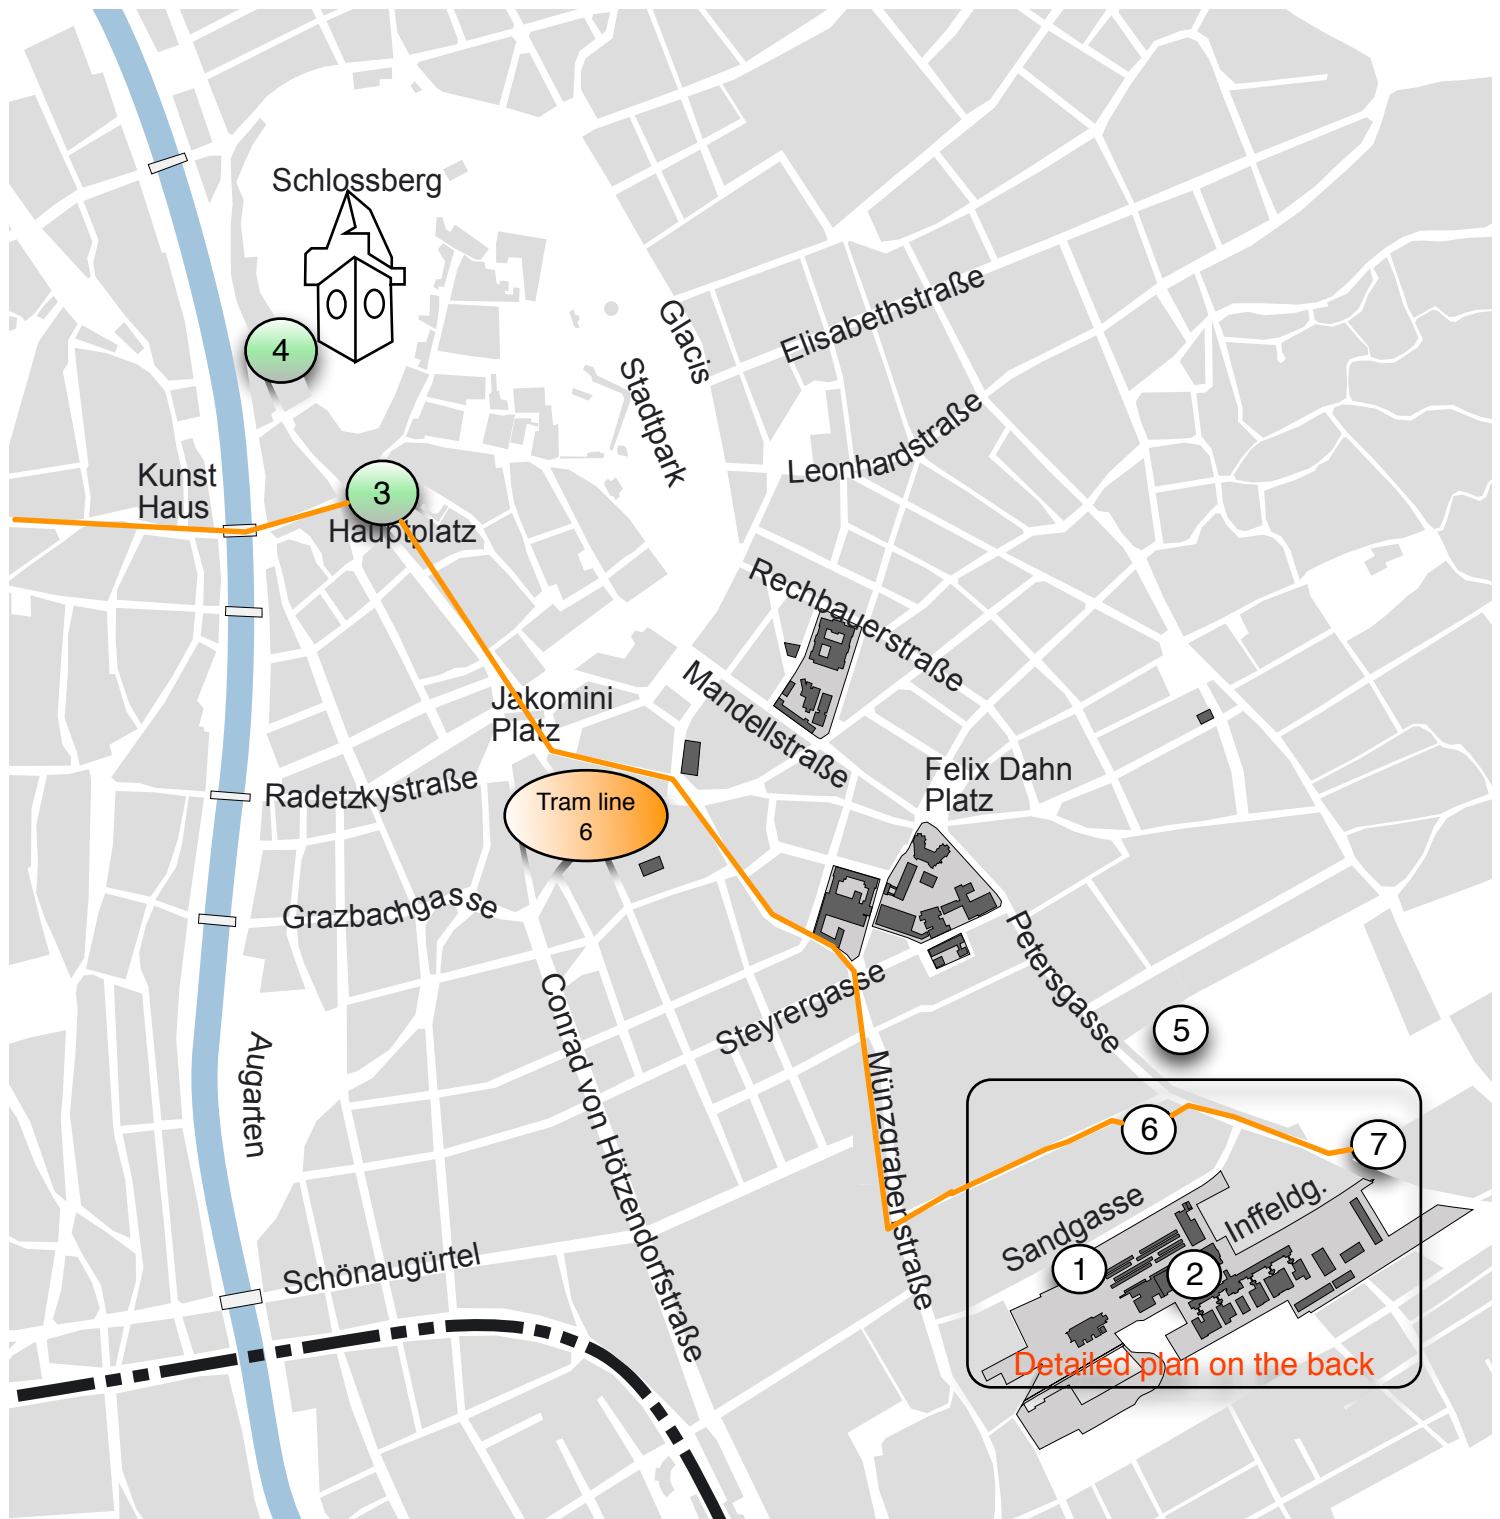 Schlossberg
Glacis
Elisabethstraße
4
Stadtpark
Leonhardstraße
Kunst
Haus
3
Hauptplatz
Rechbauerstraße
Mandellstraße
Jakomini
Platz
Radetzkystraße
Tram line
6
Felix Dahn
Platz
Grazbachgasse
Petersgasse
Steyrergasse
Conrad von Hötzendorfstraße
Augarten
5
Münzgrabenstraße
6
7
Sandgasse
Inffeldg.
1
2
Schönaugürtel
Detailed plan on the back